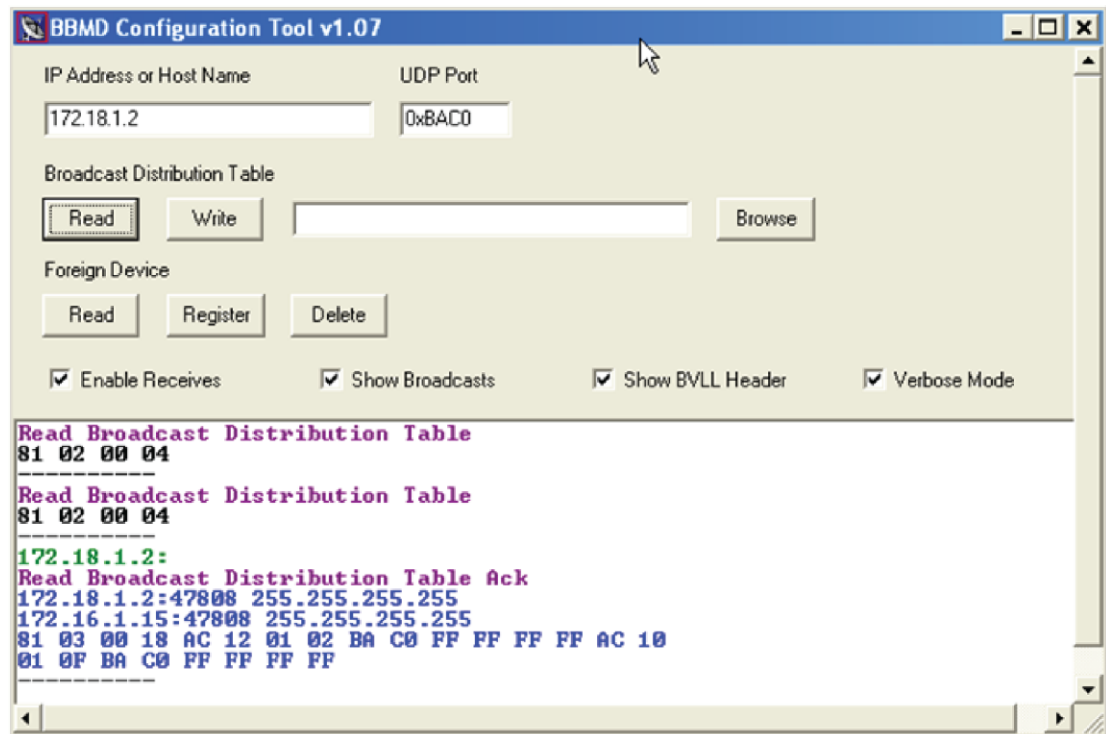 BBMD Configuration Tool v1.07
IP Address or Host Name UDP Port
172.18.1.2 0xBAC0
Broadcast Distribution Table
Read Write Browse
Foreign Device
Read Register Delete
Enable Receives Show Broadcasts Show BVLL Header Verbose Mode
Read Broadcast Distribution Table
81 02 00 04
----------
Read Broadcast Distribution Table
81 02 00 04
----------
172.18.1.2:
Read Broadcast Distribution Table Ack
172.18.1.2:47808 255.255.255.255
172.16.1.15:47808 255.255.255.255
81 03 00 18 AC 12 01 02 BA C0 FF FF FF FF AC 10
01 0F BA C0 FF FF FF FF
----------